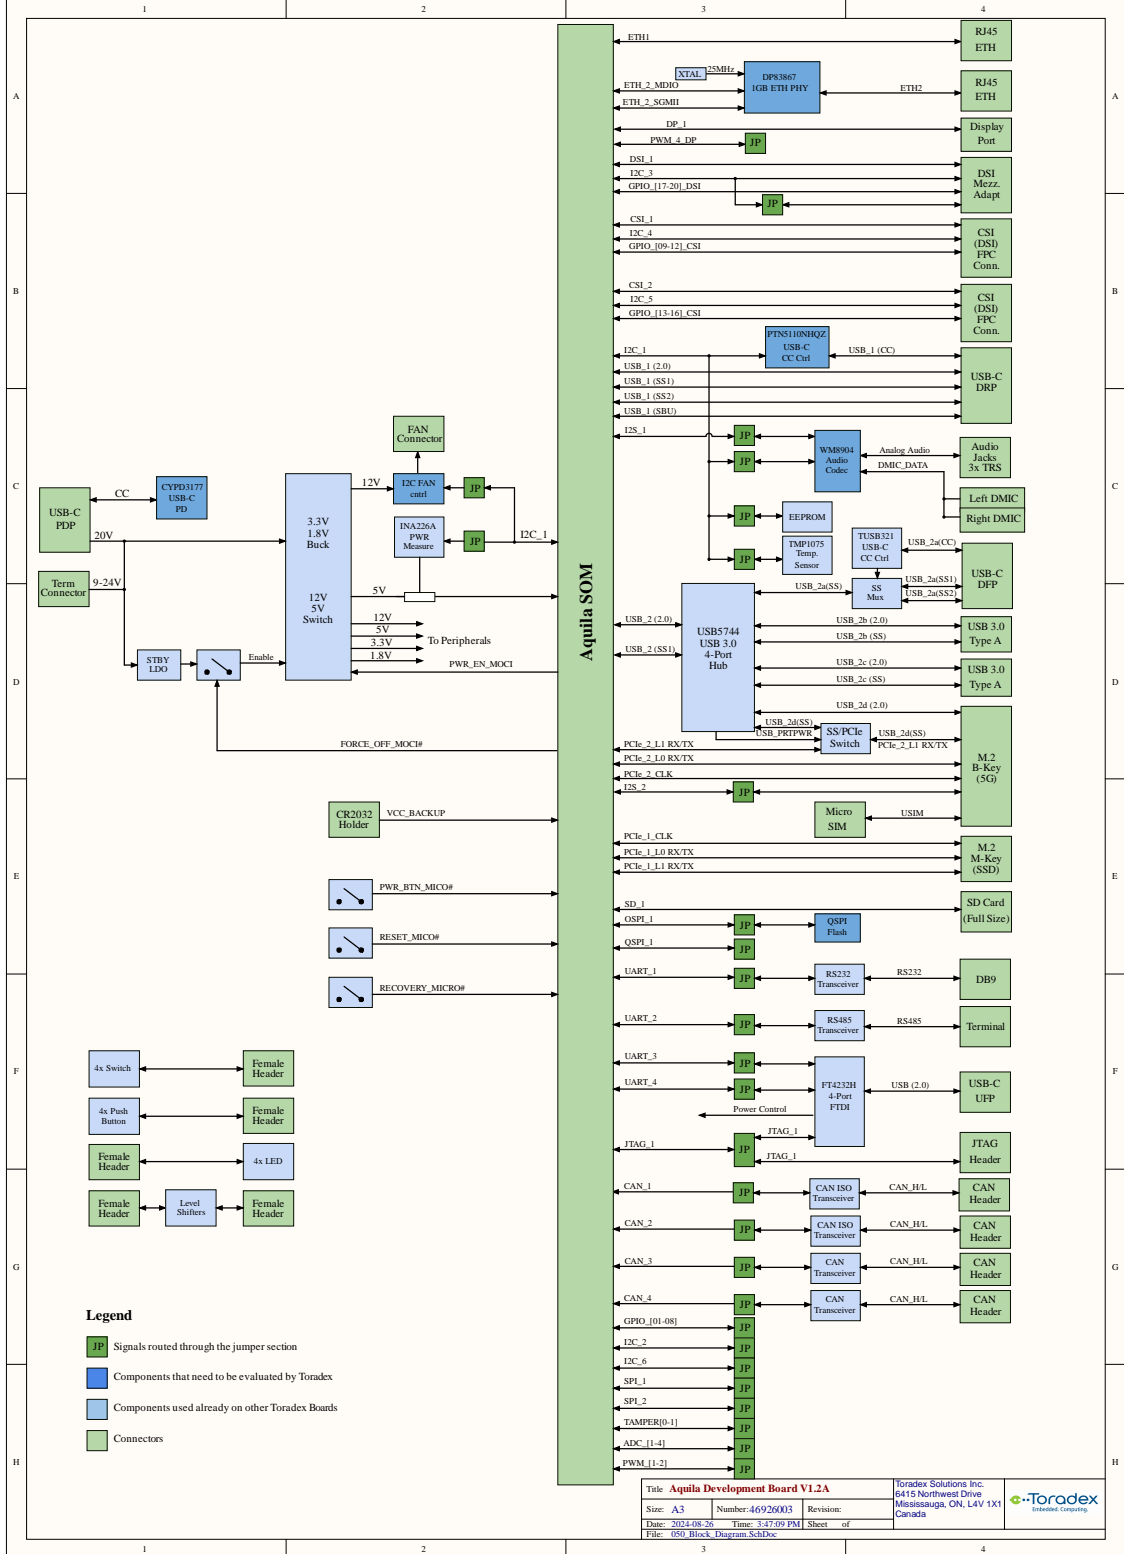 1
2
3
4
A
B
C
D
E
F
G
H
A
B
C
D
E
F
G
H
1
2
3
4
USB-C
PDP
CC
CYPD3177
USB-C
PD
20V
Term
Connector
9-24V
STBY
LDO
Enable
3.3V
1.8V
Buck
12V
5V
Switch
FAN
Connector
12V
I2C FAN
cntrl
JP
INA226A
PWR
Measure
JP
I2C_1
5V
12V
5V
3.3V
1.8V
To Peripherals
PWR_EN_MOCI
FORCE_OFF_MOCI#
CR2032
Holder
VCC_BACKUP
PWR_BTN_MICO#
RESET_MICO#
RECOVERY_MICRO#
4x Switch
Female
Header
4x Push
Button
Female
Header
Female
Header
4x LED
Female
Header
Level
Shifters
Female
Header
Legend
JP
Signals routed through the jumper section
Components that need to be evaluated by Toradex
Components used already on other Toradex Boards
Connectors
Aquila SOM
ETH1
RJ45
ETH
XTAL
25MHz
DP83867
1GB ETH PHY
ETH_2_MDIO
ETH_2_SGMII
ETH2
RJ45
ETH
DP_1
Display
Port
PWM_4_DP
JP
DSI_1
I2C_3
GPIO_[17-20]_DSI
JP
DSI
Mezz.
Adapt
CSI_1
I2C_4
GPIO_[09-12]_CSI
CSI
(DSI)
FPC
Conn.
CSI_2
I2C_5
GPIO_[13-16]_CSI
CSI
(DSI)
FPC
Conn.
I2C_1
PTN5110NHQZ
USB-C
CC Ctrl
USB_1 (CC)
USB_1 (2.0)
USB_1 (SS1)
USB_1 (SS2)
USB_1 (SBU)
USB-C
DRP
I2S_1
JP
JP
WM8904
Audio
Codec
Analog Audio
DMIC_DATA
Audio
Jacks
3x TRS
Left DMIC
Right DMIC
JP
EEPROM
JP
TMP1075
Temp.
Sensor
TUSB321
USB-C
CC Ctrl
USB_2a(CC)
USB_2a(SS)
SS
Mux
USB_2a(SS1)
USB_2a(SS2)
USB-C
DFP
USB_2 (2.0)
USB_2 (SS1)
USB5744
USB 3.0
4-Port
Hub
USB_2b (2.0)
USB_2b (SS)
USB 3.0
Type A
USB_2c (2.0)
USB_2c (SS)
USB 3.0
Type A
USB_2d (2.0)
USB_2d(SS)
USB_PRTPWR
SS/PCIe
Switch
USB_2d(SS)
PCIe_2_L1 RX/TX
PCIe_2_L1 RX/TX
PCIe_2_L0 RX/TX
PCIe_2_CLK
I2S_2
JP
M.2
B-Key
(5G)
Micro
SIM
USIM
PCIe_1_CLK
PCIe_1_L0 RX/TX
PCIe_1_L1 RX/TX
M.2
M-Key
(SSD)
SD_1
SD Card
(Full Size)
OSPI_1
JP
QSPI
Flash
QSPI_1
JP
UART_1
JP
RS232
Transceiver
RS232
DB9
UART_2
JP
RS485
Transceiver
RS485
Terminal
UART_3
JP
UART_4
JP
FT4232H
4-Port
FTDI
USB (2.0)
USB-C
UFP
Power Control
JTAG_1
JP
JTAG_1
JTAG_1
JTAG
Header
CAN_1
JP
CAN ISO
Transceiver
CAN_H/L
CAN
Header
CAN_2
JP
CAN ISO
Transceiver
CAN_H/L
CAN
Header
CAN_3
JP
CAN
Transceiver
CAN_H/L
CAN
Header
CAN_4
JP
CAN
Transceiver
CAN_H/L
CAN
Header
GPIO_[01-08]
JP
I2C_2
JP
I2C_6
JP
SPI_1
JP
SPI_2
JP
TAMPER[0-1]
JP
ADC_[1-4]
JP
PWM_[1-2]
JP
Title Aquila Development Board V1.2A
Size: A3 Number:46926003 Revision:
Date: 2024-08-26 Time: 3:47:09 PM Sheet of
File: 050_Block_Diagram.SchDoc
Toradex Solutions Inc.
6415 Northwest Drive
Mississauga, ON, L4V 1X1
Canada
Toradex
Embedded. Computing.